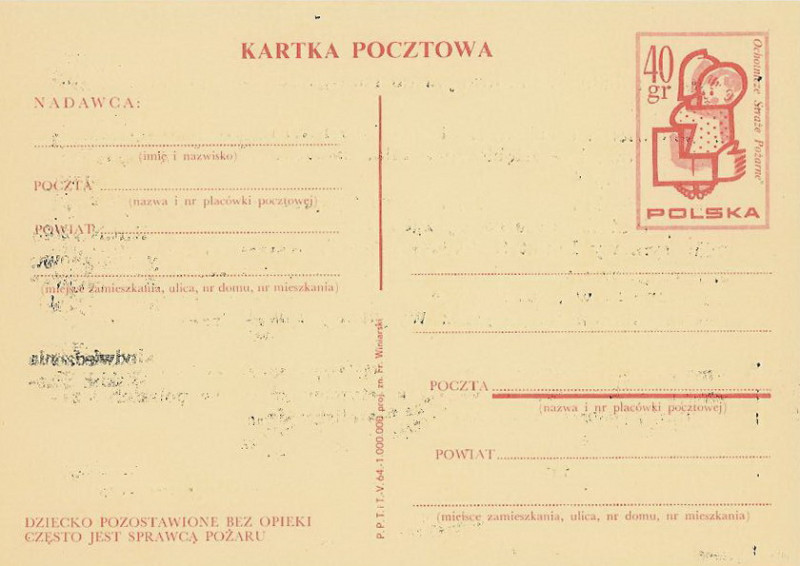 KARTKA POCZTOWA
NADAWCA:
(imię i nazwisko)
POCZTA
(nazwa i nr placówki pocztowej)
POWIAT
(miejsce zamieszkania, ulica, nr domu, nr mieszkania)
DZIECKO POZOSTAWIONE BEZ OPIEKI
CZĘSTO JEST SPRAWCĄ POŻARU
P.P.T.iT.-V.64.-1.000.000 proj. zn. Fr. Winiarski
40
gr
Ochotnicze Straże Pożarne
POLSKA
POCZTA
(nazwa i nr placówki pocztowej)
POWIAT
(miejsce zamieszkania, ulica, nr domu, nr mieszkania)